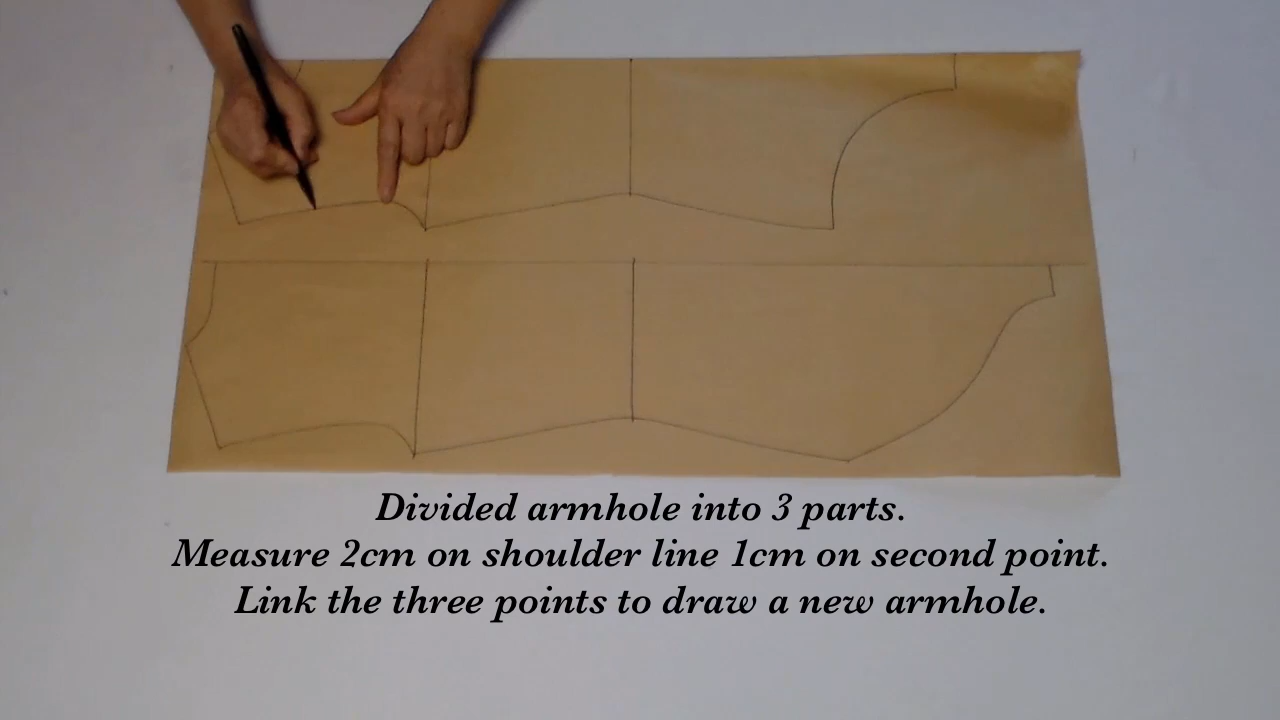 Divided armhole into 3 parts.
Measure 2cm on shoulder line 1cm on second point.
Link the three points to draw a new armhole.